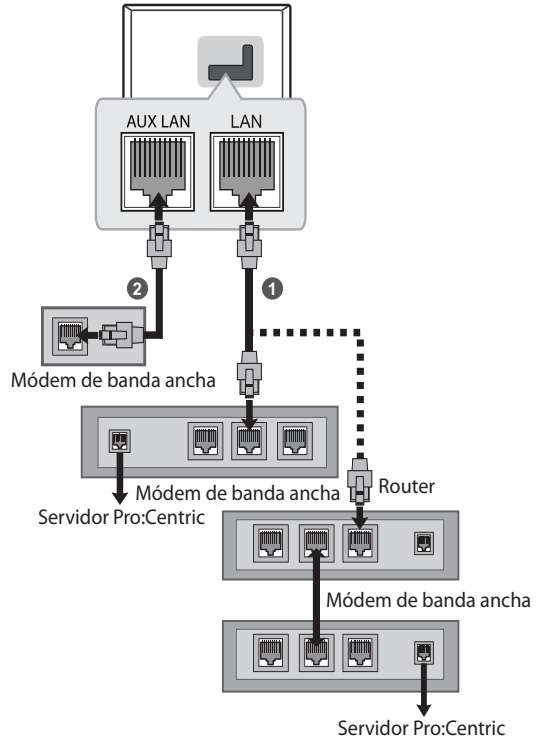 AUX LAN
LAN
2
1
Módem de banda ancha
Módem de banda ancha
Router
Servidor Pro:Centric
Módem de banda ancha
Servidor Pro:Centric